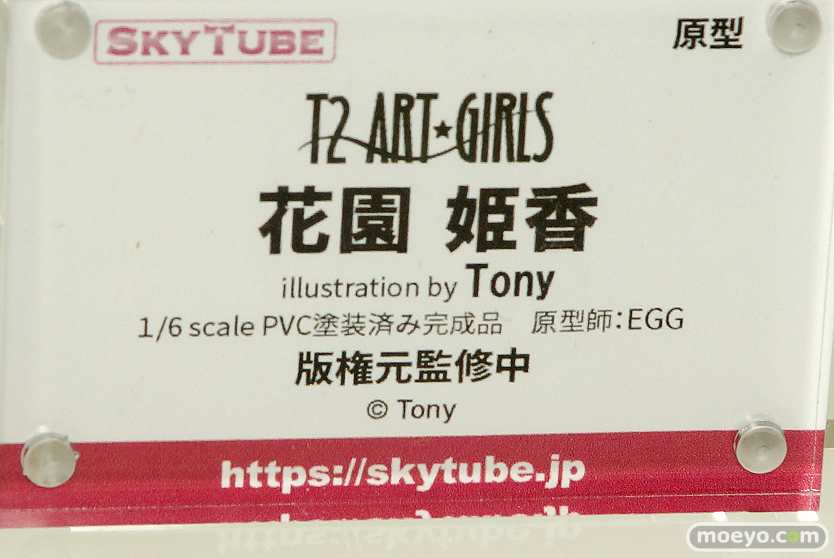 SKYTUBE
原型
T2 ART★GIRLS
花園 姫香
illustration by Tony
1/6 scale PVC塗装済み完成品 原型師:EGG
版権元監修中
© Tony
https://skytube.jp
moeyo.com